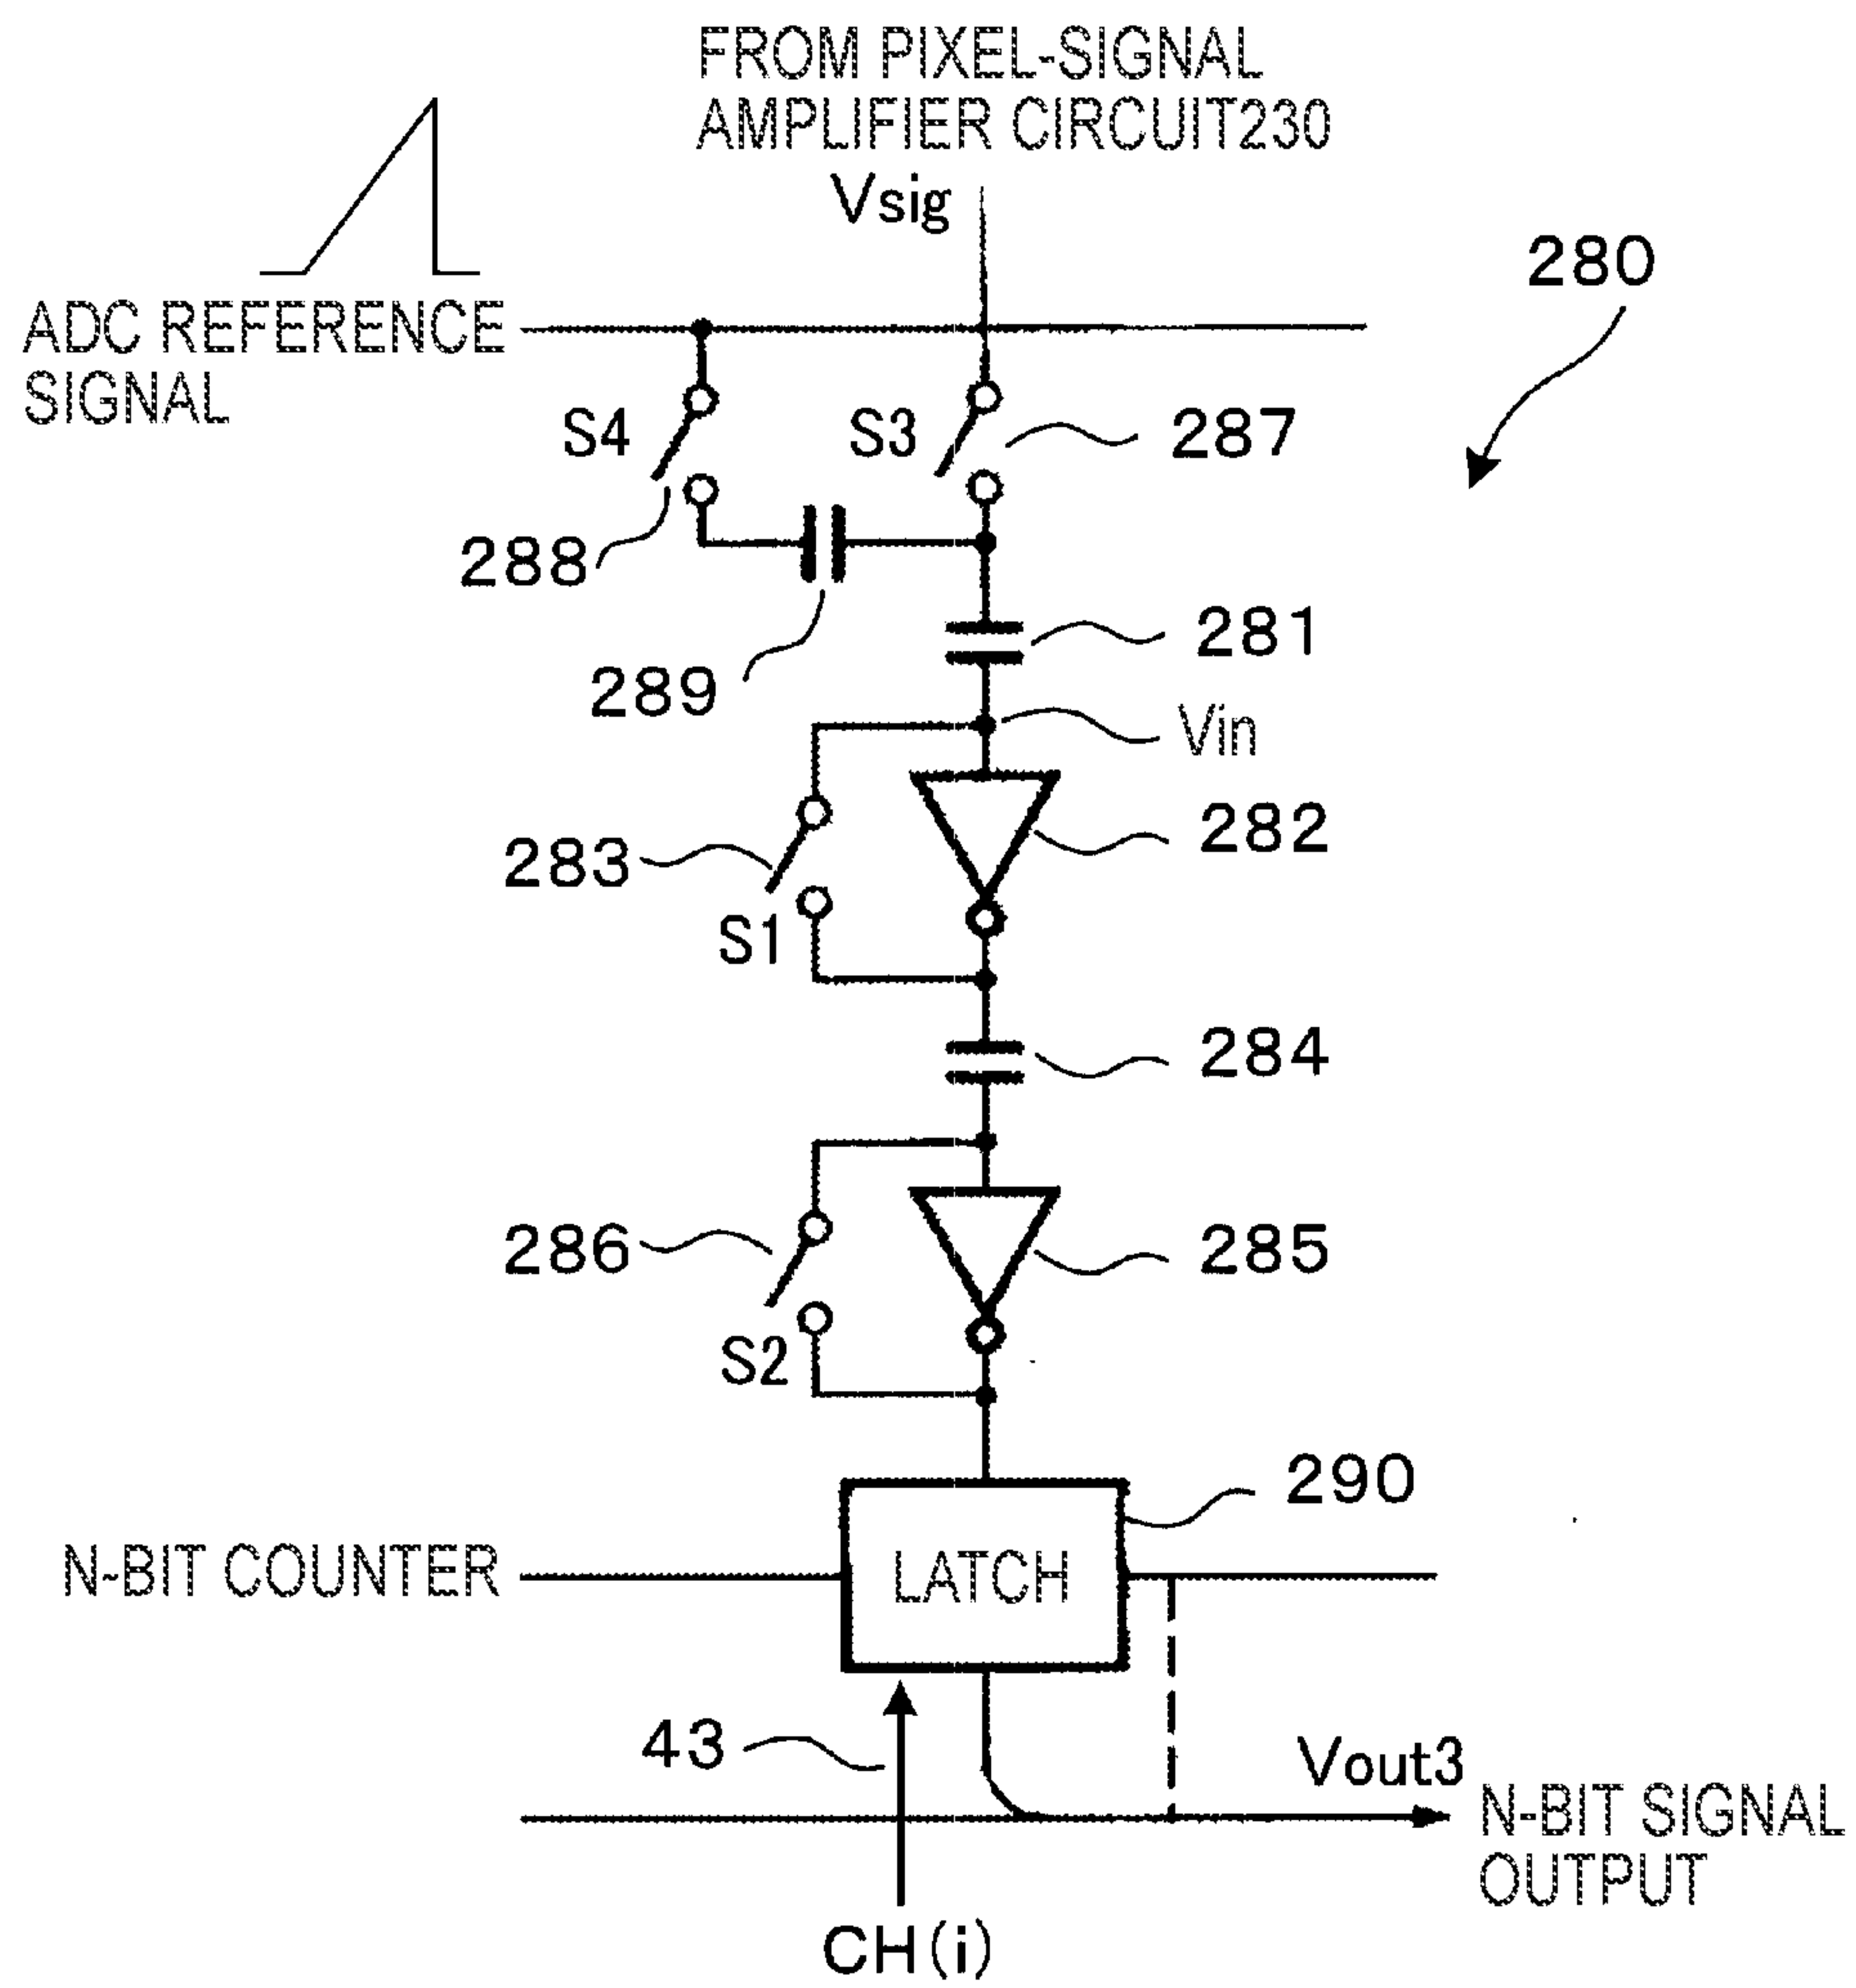 FROM PIXEL-SIGNAL
AMPLIFIER CIRCUIT230
Vsig
280
ADC REFERENCE
SIGNAL
S4
S3
287
288
281
289
Vin
282
283
S1
284
286
285
S2
290
N-BIT COUNTER
LATCH
43
Vout3
N-BIT SIGNAL
OUTPUT
CH(i)